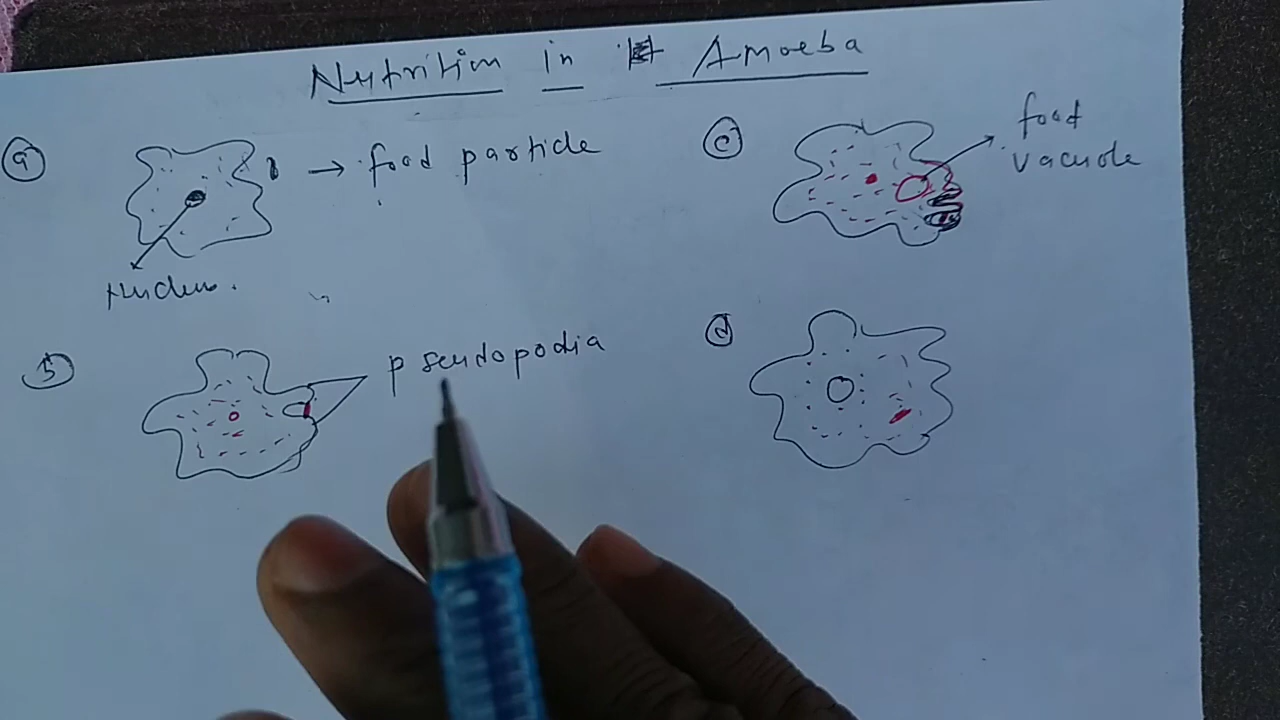 Nutrition in Amoeba
a
→ food particle
Nucleus.
b
pseudopodia
c
food
vacuole
d